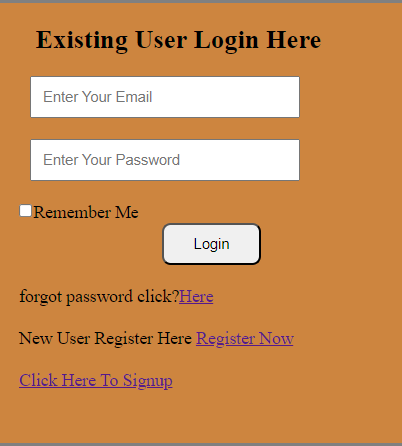 Existing User Login Here
Enter Your Email
Enter Your Password
Remember Me
Login
forgot password click?Here
New User Register Here Register Now
Click Here To Signup